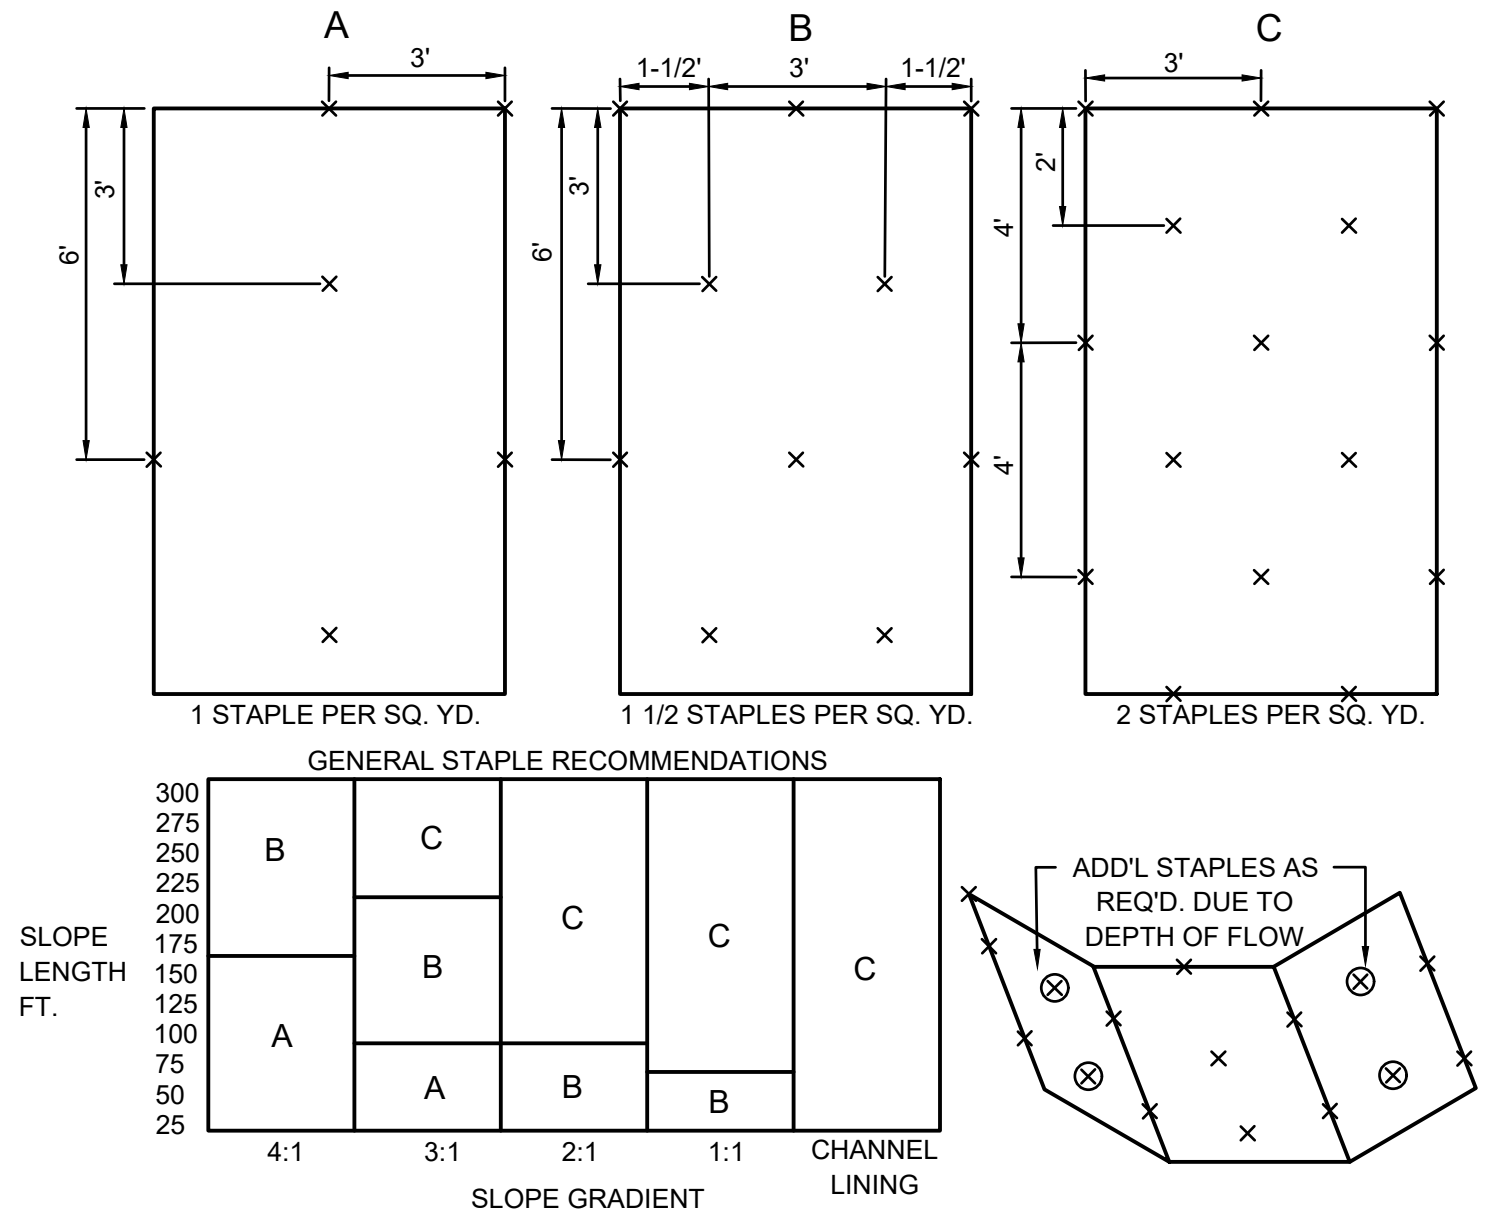 A
B
C
3'
1-1/2'
3'
1-1/2'
3'
6'
3'
6'
3'
4'
2'
4'
1 STAPLE PER SQ. YD.
1 1/2 STAPLES PER SQ. YD.
2 STAPLES PER SQ. YD.
GENERAL STAPLE RECOMMENDATIONS
SLOPE
LENGTH
FT.
300
275
250
225
200
175
150
125
100
75
50
25
B
A
C
B
A
C
B
C
B
C
4:1
3:1
2:1
1:1
CHANNEL
LINING
SLOPE GRADIENT
ADD'L STAPLES AS
REQ'D. DUE TO
DEPTH OF FLOW